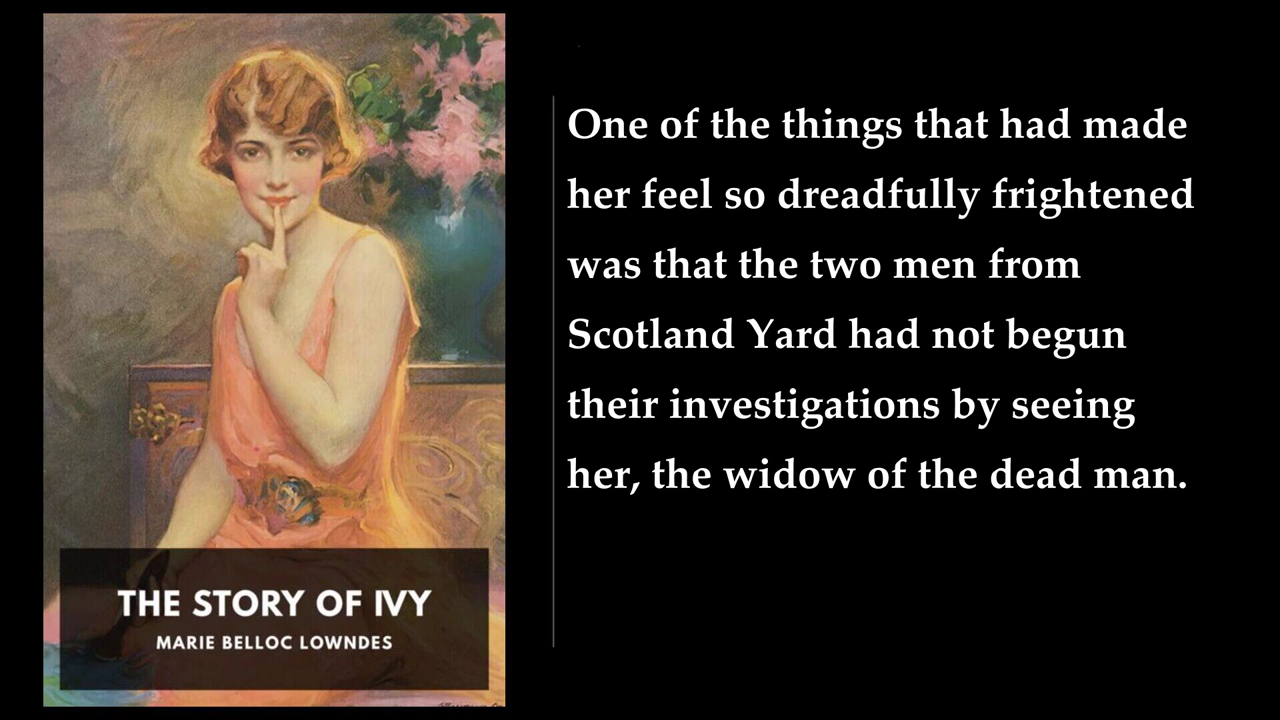 THE STORY OF IVY
MARIE BELLOC LOWNDES
One of the things that had made
her feel so dreadfully frightened
was that the two men from
Scotland Yard had not begun
their investigations by seeing
her, the widow of the dead man.